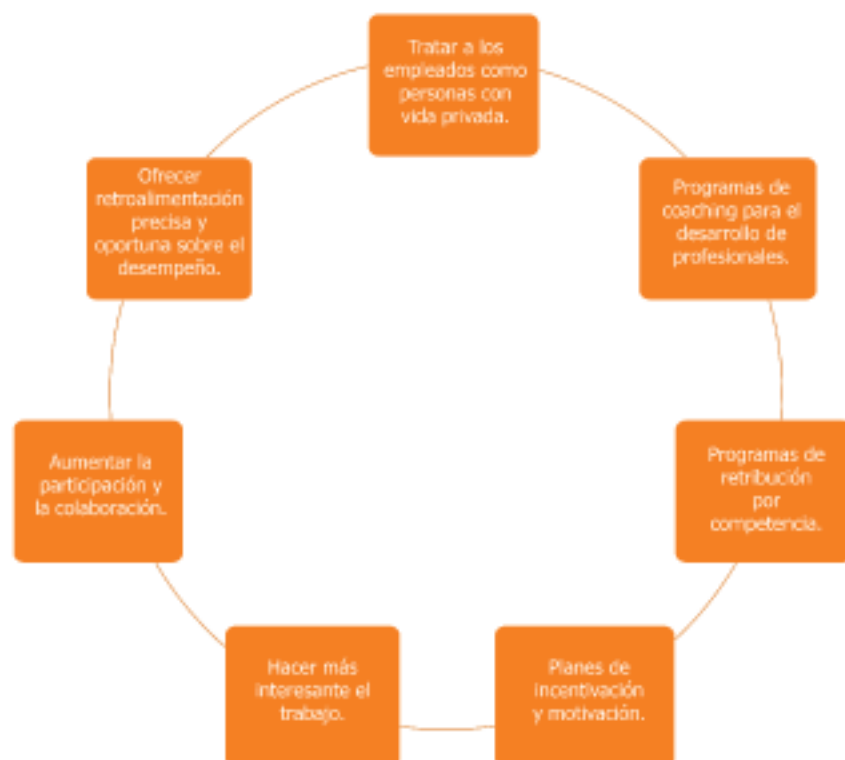 Tratar a los
empleados como
personas con
vida privada.
Programas de
coaching para el
desarrollo de
profesionales.
Programas de
retribución
por
competencia.
Planes de
incentivación
y motivación.
Hacer más
interesante el
trabajo.
Aumentar la
participación y
la colaboración.
Ofrecer
retroalimentación
precisa y
oportuna sobre el
desempeño.